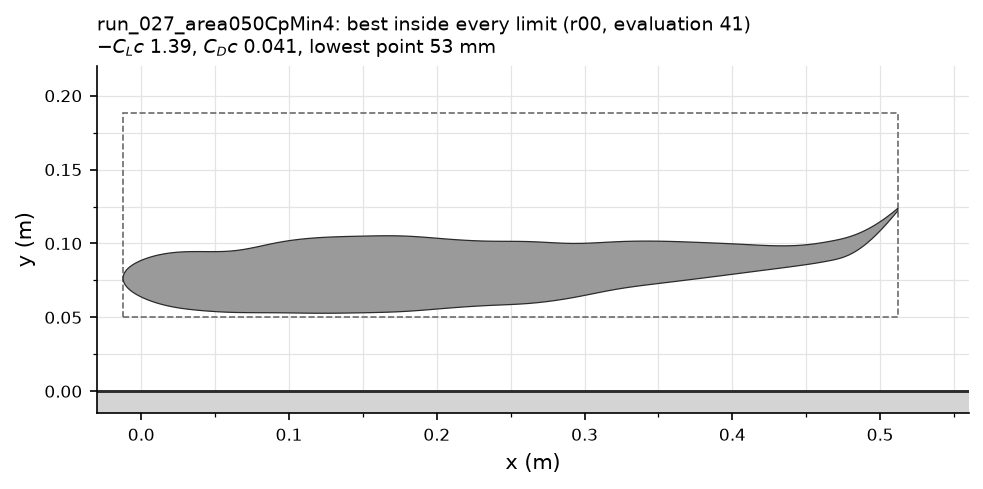 run_027_area050CpMin4: best inside every limit (r00, evaluation 41)
−C_Lc 1.39, C_Dc 0.041, lowest point 53 mm
y (m)
0.20
0.15
0.10
0.05
0.00
0.0 0.1 0.2 0.3 0.4 0.5
x (m)